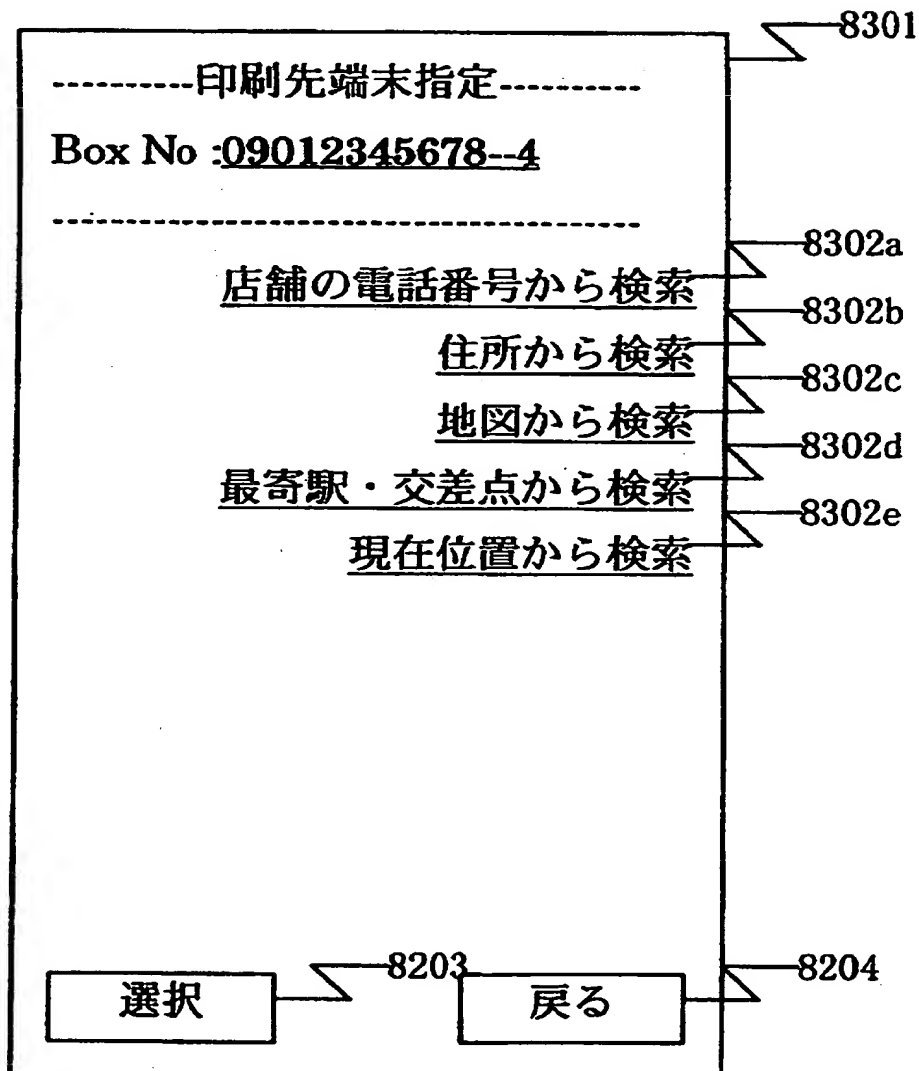 8301
----------印刷先端末指定----------
Box No :09012345678--4
------------------------------------------
8302a
店舗の電話番号から検索
8302b
住所から検索
8302c
地図から検索
8302d
最寄駅・交差点から検索
8302e
現在位置から検索
選択
8203
戻る
8204